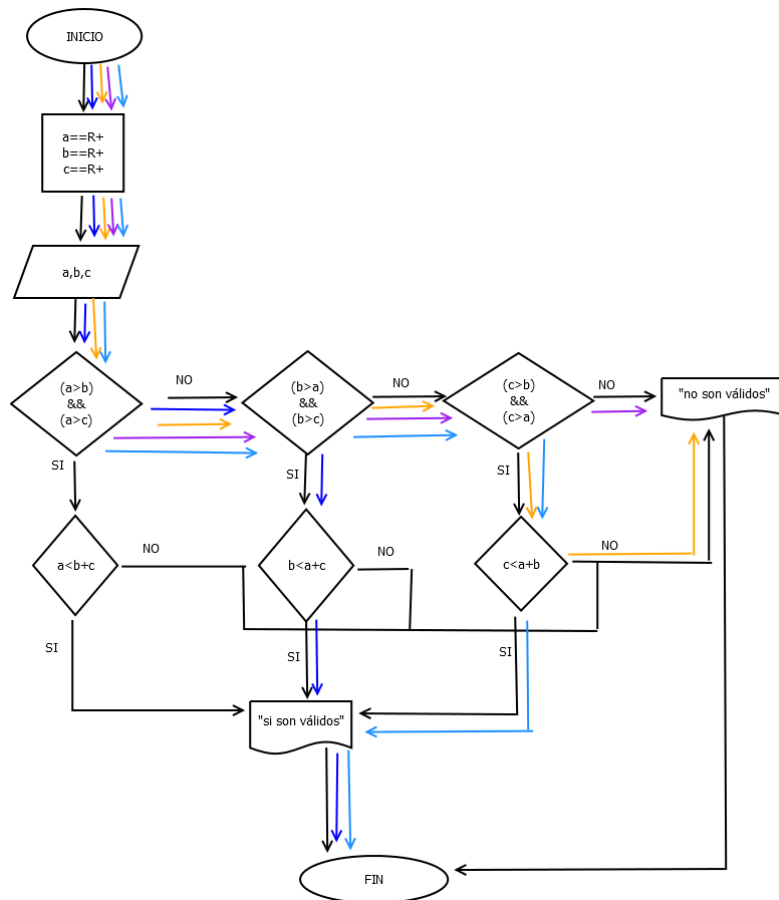 INICIO
a==R+
b==R+
c==R+
a,b,c
(a>b)
&&
(a>c)
NO
(b>a)
&&
(b>c)
NO
(c>b)
&&
(c>a)
NO
"no son válidos"
SI
SI
SI
a<b+c
NO
b<a+c
NO
c<a+b
NO
SI
SI
SI
"si son válidos"
FIN